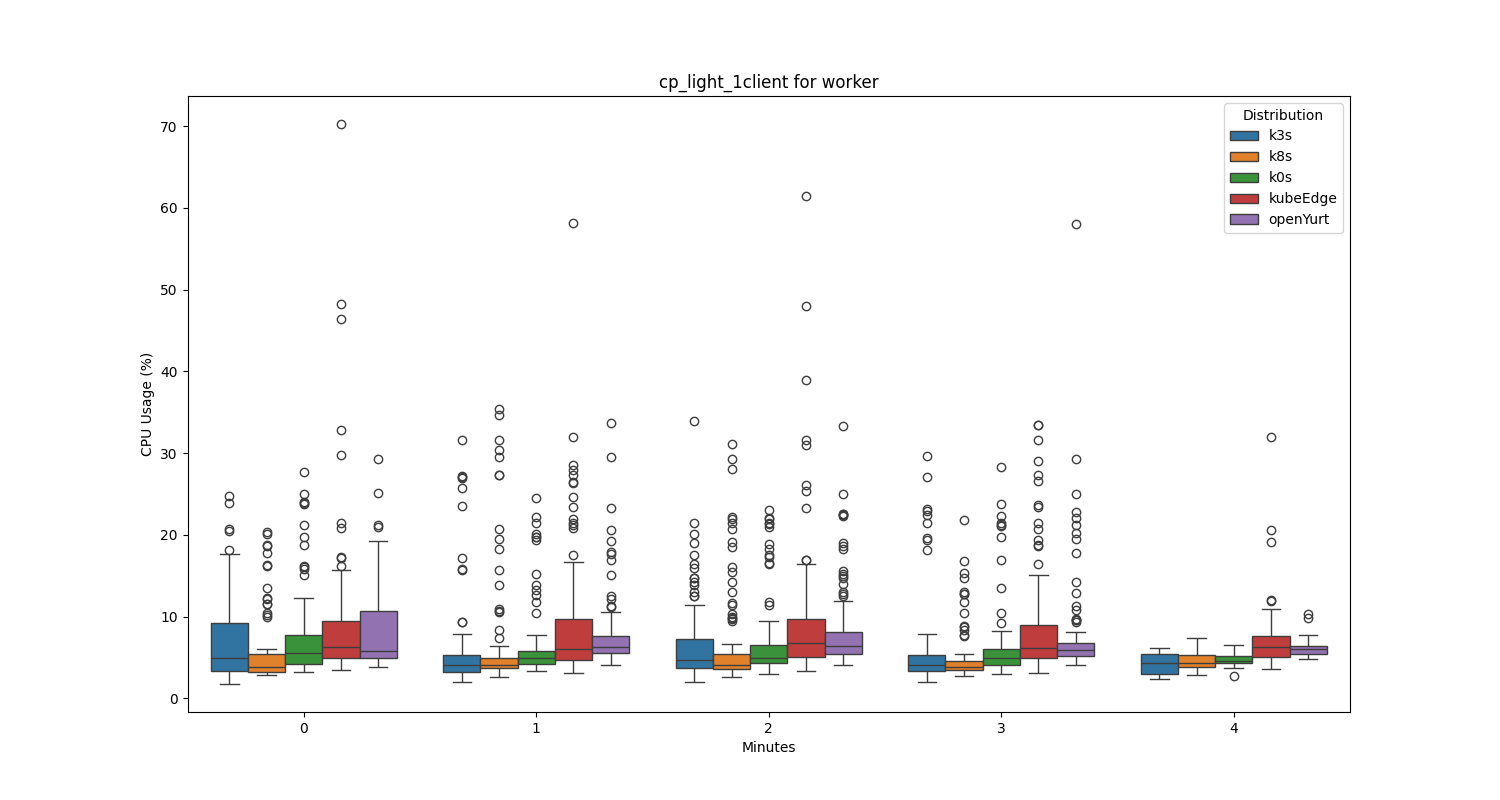 cp_light_1client for worker
CPU Usage (%)
70
60
50
40
30
20
10
0
0 1 2 3 4
Minutes
Distribution
k3s
k8s
k0s
kubeEdge
openYurt